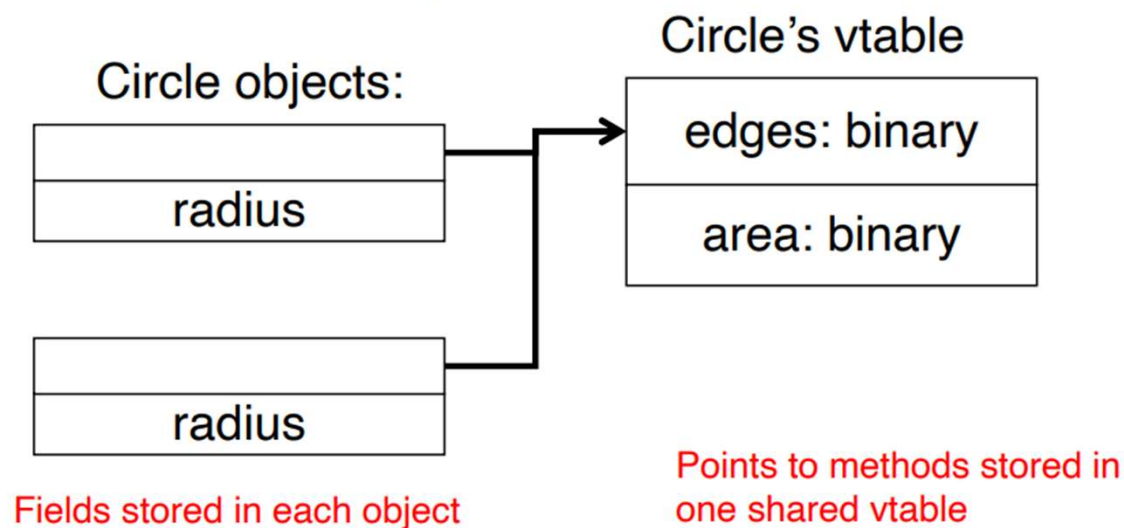 Circle's vtable
Circle objects:
edges: binary
radius
area: binary
radius
Points to methods stored in
one shared vtable
Fields stored in each object